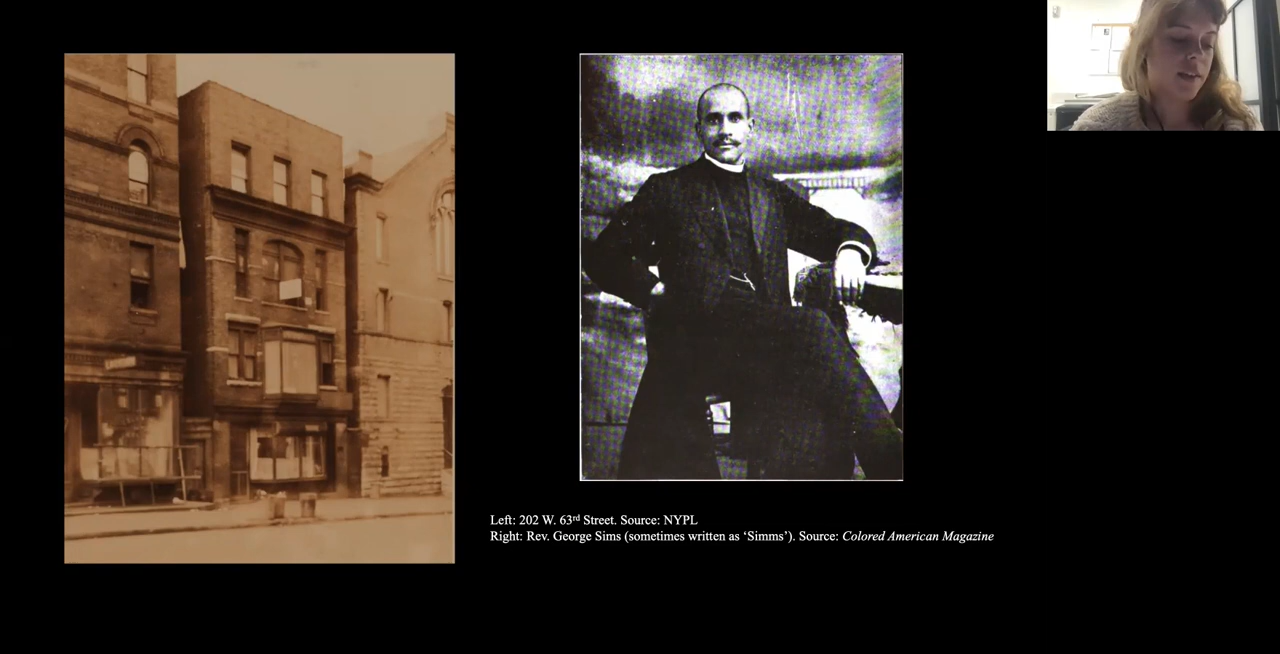 Left: 202 W. 63rd Street. Source: NYPL
Right: Rev. George Sims (sometimes written as ‘Simms’). Source: Colored American Magazine